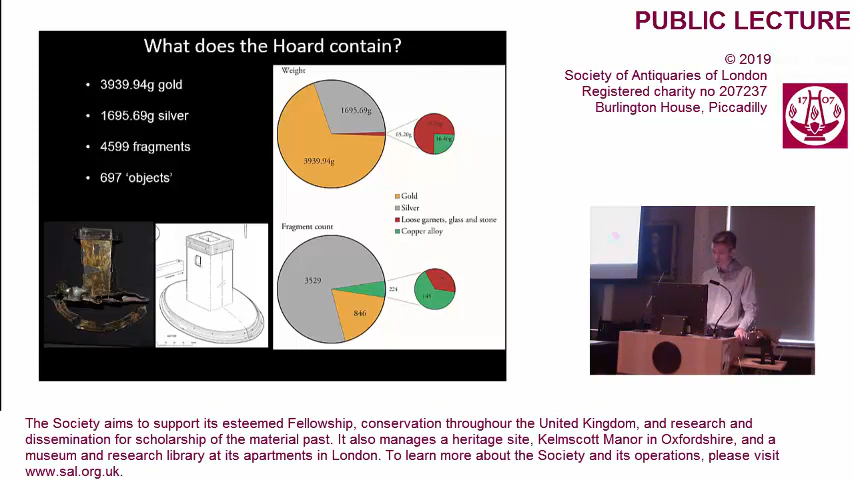 PUBLIC LECTURE
© 2019
Society of Antiquaries of London
Registered charity no 207237
Burlington House, Piccadilly
17 07
What does the Hoard contain?
• 3939.94g gold
• 1695.69g silver
• 4599 fragments
• 697 ‘objects’
Weight
1695.69g
3939.94g
Gold
Silver
Loose garnets, glass and stone
Copper alloy
Fragment count
3529
224
846
The Society aims to support its esteemed Fellowship, conservation throughour the United Kingdom, and research and
dissemination for scholarship of the material past. It also manages a heritage site, Kelmscott Manor in Oxfordshire, and a
museum and research library at its apartments in London. To learn more about the Society and its operations, please visit
www.sal.org.uk.